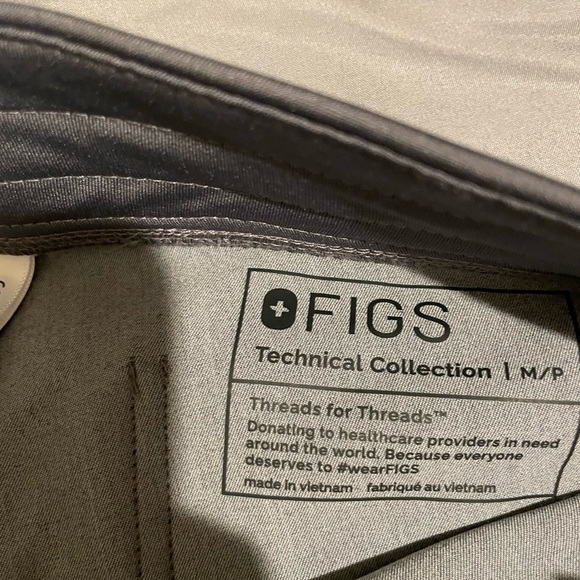 FIGS
Technical Collection | M/P
Threads for Threads™
Donating to healthcare providers in need
around the world. Because everyone
deserves to #wearFIGS
made in vietnam · fabriqué au vietnam